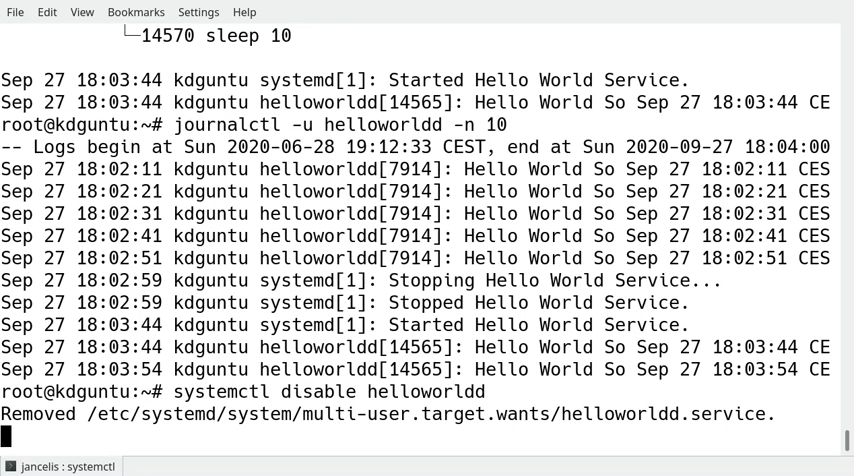 File Edit View Bookmarks Settings Help
└─14570 sleep 10
Sep 27 18:03:44 kdguntu systemd[1]: Started Hello World Service.
Sep 27 18:03:44 kdguntu helloworldd[14565]: Hello World So Sep 27 18:03:44 CE
root@kdguntu:~# journalctl -u helloworldd -n 10
-- Logs begin at Sun 2020-06-28 19:12:33 CEST, end at Sun 2020-09-27 18:04:00
Sep 27 18:02:11 kdguntu helloworldd[7914]: Hello World So Sep 27 18:02:11 CES
Sep 27 18:02:21 kdguntu helloworldd[7914]: Hello World So Sep 27 18:02:21 CES
Sep 27 18:02:31 kdguntu helloworldd[7914]: Hello World So Sep 27 18:02:31 CES
Sep 27 18:02:41 kdguntu helloworldd[7914]: Hello World So Sep 27 18:02:41 CES
Sep 27 18:02:51 kdguntu helloworldd[7914]: Hello World So Sep 27 18:02:51 CES
Sep 27 18:02:59 kdguntu systemd[1]: Stopping Hello World Service...
Sep 27 18:02:59 kdguntu systemd[1]: Stopped Hello World Service.
Sep 27 18:03:44 kdguntu systemd[1]: Started Hello World Service.
Sep 27 18:03:44 kdguntu helloworldd[14565]: Hello World So Sep 27 18:03:44 CE
Sep 27 18:03:54 kdguntu helloworldd[14565]: Hello World So Sep 27 18:03:54 CE
root@kdguntu:~# systemctl disable helloworldd
Removed /etc/systemd/system/multi-user.target.wants/helloworldd.service.
jancelis : systemctl